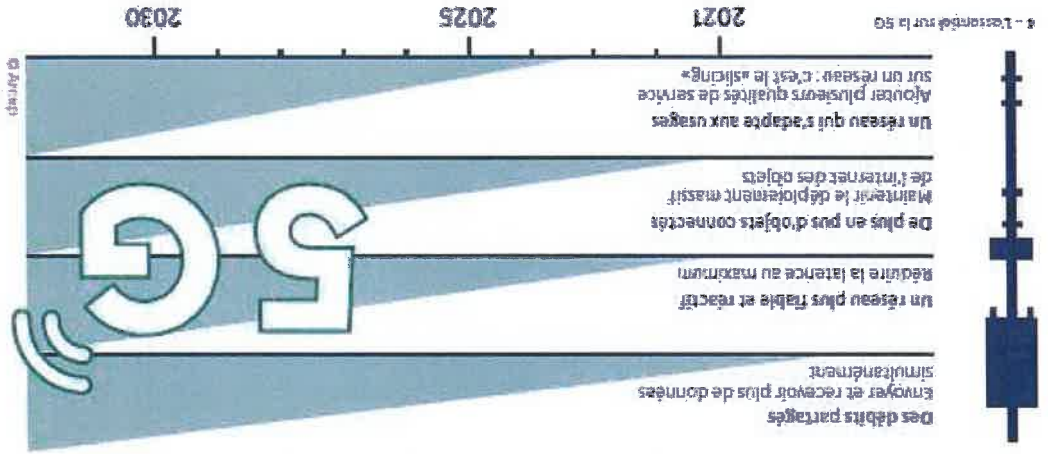 Des débits partagés
Envoyer et recevoir plus de données
simultanément
Un réseau plus fiable et réactif
Réduire la latence au maximum
5G
De plus en pus d'objets connectés
Maintenir le déploiement massif
de l'internet des objets
Un réseau qui s'adapte aux usages
Ajouter plusieurs qualités de service
sur un réseau : c'est le «slicing»
© Arcep
2021 2025 2030
4 - L'essentiel sur la 5G